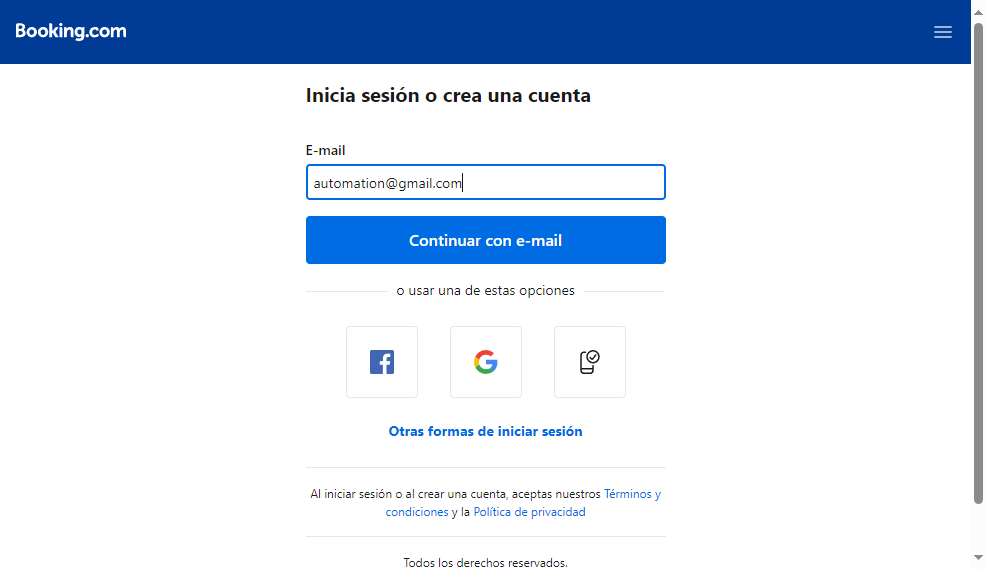 Booking.com
Inicia sesión o crea una cuenta
E-mail
automation@gmail.com
Continuar con e-mail
o usar una de estas opciones
Otras formas de iniciar sesión
Al iniciar sesión o al crear una cuenta, aceptas nuestros Términos y
condiciones y la Política de privacidad
Todos los derechos reservados.